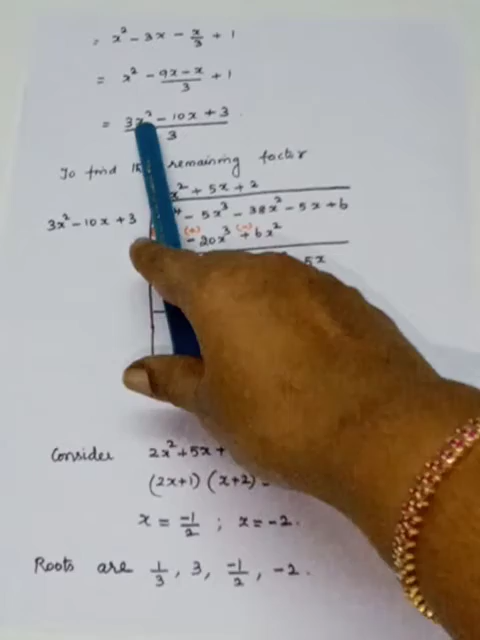 = x² - 3x - x/3 + 1
= x² - 9x-x/3 + 1
= 3x² - 10x + 3/3
To find remaining factor
x² + 5x + 2
3x² - 10x + 3 - 5x³ - 38x² - 5x + 6
(+) (-)
- 20x³ + 6x²
5x
Consider 2x² + 5x +
(2x+1) (x+2)
x = -1/2 ; x = -2.
Roots are 1/3, 3, -1/2, -2.